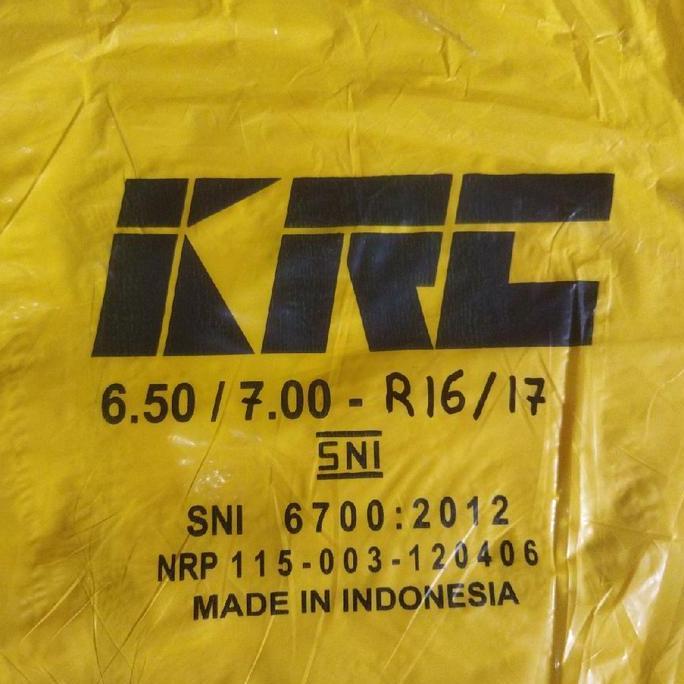 KRC
6.50 / 7.00 - R16/17
SNI
SNI 6700:2012
NRP 115-003-120406
MADE IN INDONESIA